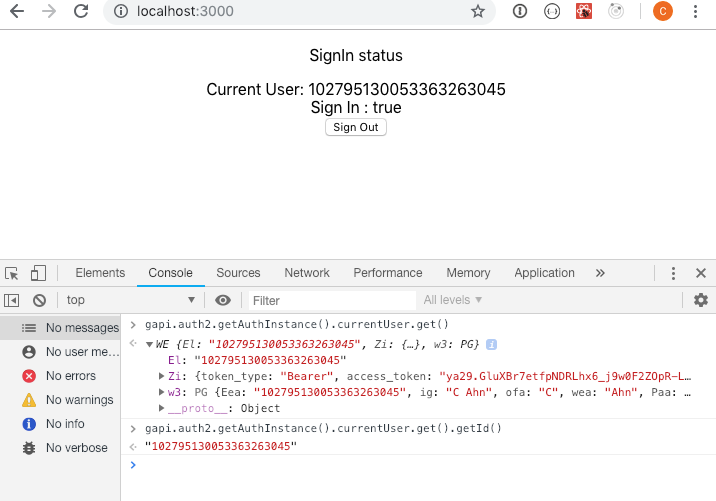 localhost:3000
C
SignIn status
Current User: 102795130053363263045
Sign In : true
Sign Out
Elements Console Sources Network Performance Memory Application »
top Filter All levels
No messages
No user me…
No errors
No warnings
No info
No verbose
gapi.auth2.getAuthInstance().currentUser.get()
WE {El: "102795130053363263045", Zi: {…}, w3: PG}
El: "102795130053363263045"
Zi: {token_type: "Bearer", access_token: "ya29.GluXBr7etfpNDRLhx6_j9w0F2ZOpR-L…
w3: PG {Eea: "102795130053363263045", ig: "C Ahn", ofa: "C", wea: "Ahn", Paa: …
__proto__: Object
gapi.auth2.getAuthInstance().currentUser.get().getId()
"102795130053363263045"